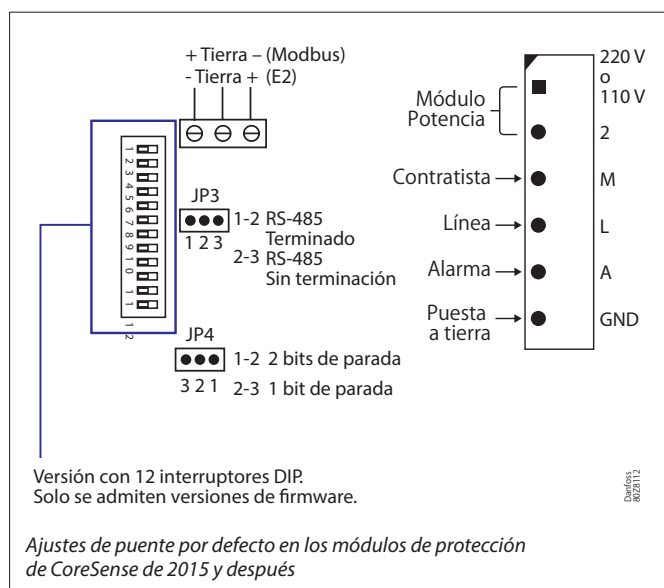 + Tierra – (Modbus)
- Tierra + (E2)
1 2 3 4 5 6 7 8 9 10 11 12
JP3
1 2 3
1-2 RS-485
Terminado
2-3 RS-485
Sin terminación
JP4
3 2 1
1-2 2 bits de parada
2-3 1 bit de parada
Módulo
Potencia
Contratista
Línea
Alarma
Puesta
a tierra
220 V
o
110 V
2
M
L
A
GND
Versión con 12 interruptores DIP.
Solo se admiten versiones de firmware.
Danfoss
80Z8112
Ajustes de puente por defecto en los módulos de protección
de CoreSense de 2015 y después